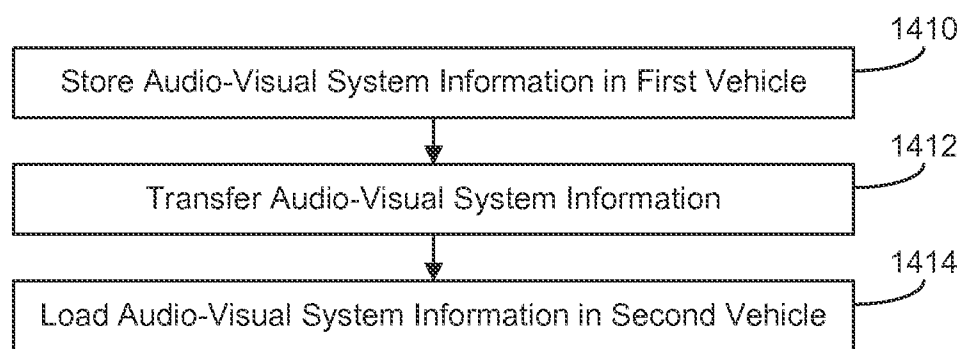 1410
Store Audio-Visual System Information in First Vehicle
1412
Transfer Audio-Visual System Information
1414
Load Audio-Visual System Information in Second Vehicle